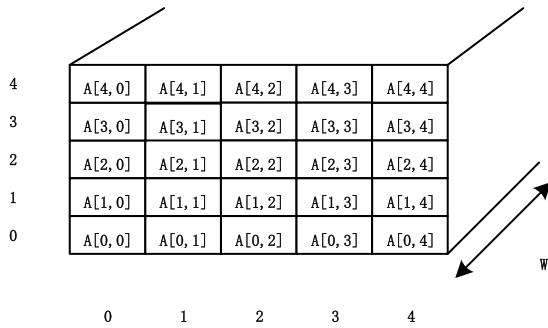 4 A[4,0] A[4,1] A[4,2] A[4,3] A[4,4]
3 A[3,0] A[3,1] A[3,2] A[3,3] A[3,4]
2 A[2,0] A[2,1] A[2,2] A[2,3] A[2,4]
1 A[1,0] A[1,1] A[1,2] A[1,3] A[1,4]
0 A[0,0] A[0,1] A[0,2] A[0,3] A[0,4]
W
0 1 2 3 4